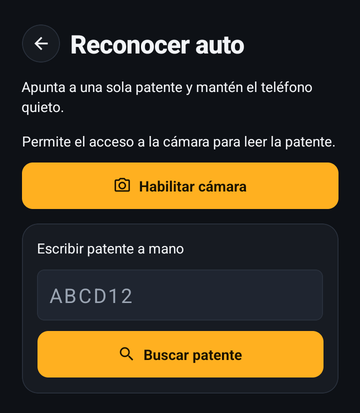 Reconocer auto
Apunta a una sola patente y mantén el teléfono
quieto.
Permite el acceso a la cámara para leer la patente.
Habilitar cámara
Escribir patente a mano
ABCD12
Buscar patente